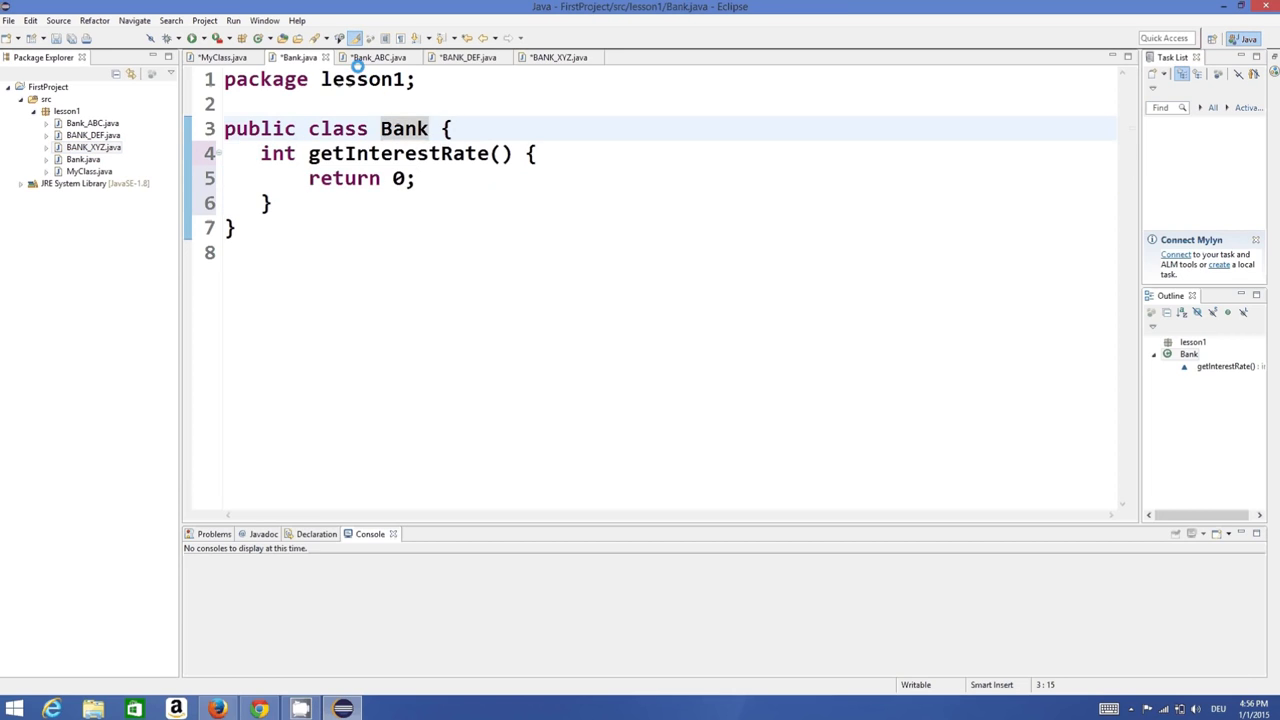 Java - FirstProject/src/lesson1/Bank.java - Eclipse
File Edit Source Refactor Navigate Search Project Run Window Help
Quick Access Java
Package Explorer
*MyClass.java *Bank.java *Bank_ABC.java *BANK_DEF.java *BANK_XYZ.java
Task List
FirstProject
src
lesson1
Bank_ABC.java
BANK_DEF.java
BANK_XYZ.java
Bank.java
MyClass.java
JRE System Library [JavaSE-1.8]
1 package lesson1;
2
3 public class Bank {
4 int getInterestRate() {
5 return 0;
6 }
7 }
8
Find All Activa...
Connect Mylyn
Connect to your task and
ALM tools or create a local
task.
Outline
lesson1
Bank
getInterestRate() : i
Problems Javadoc Declaration Console
No consoles to display at this time.
Writable Smart Insert 3 : 15
DEU 4:56 PM
1/1/2015